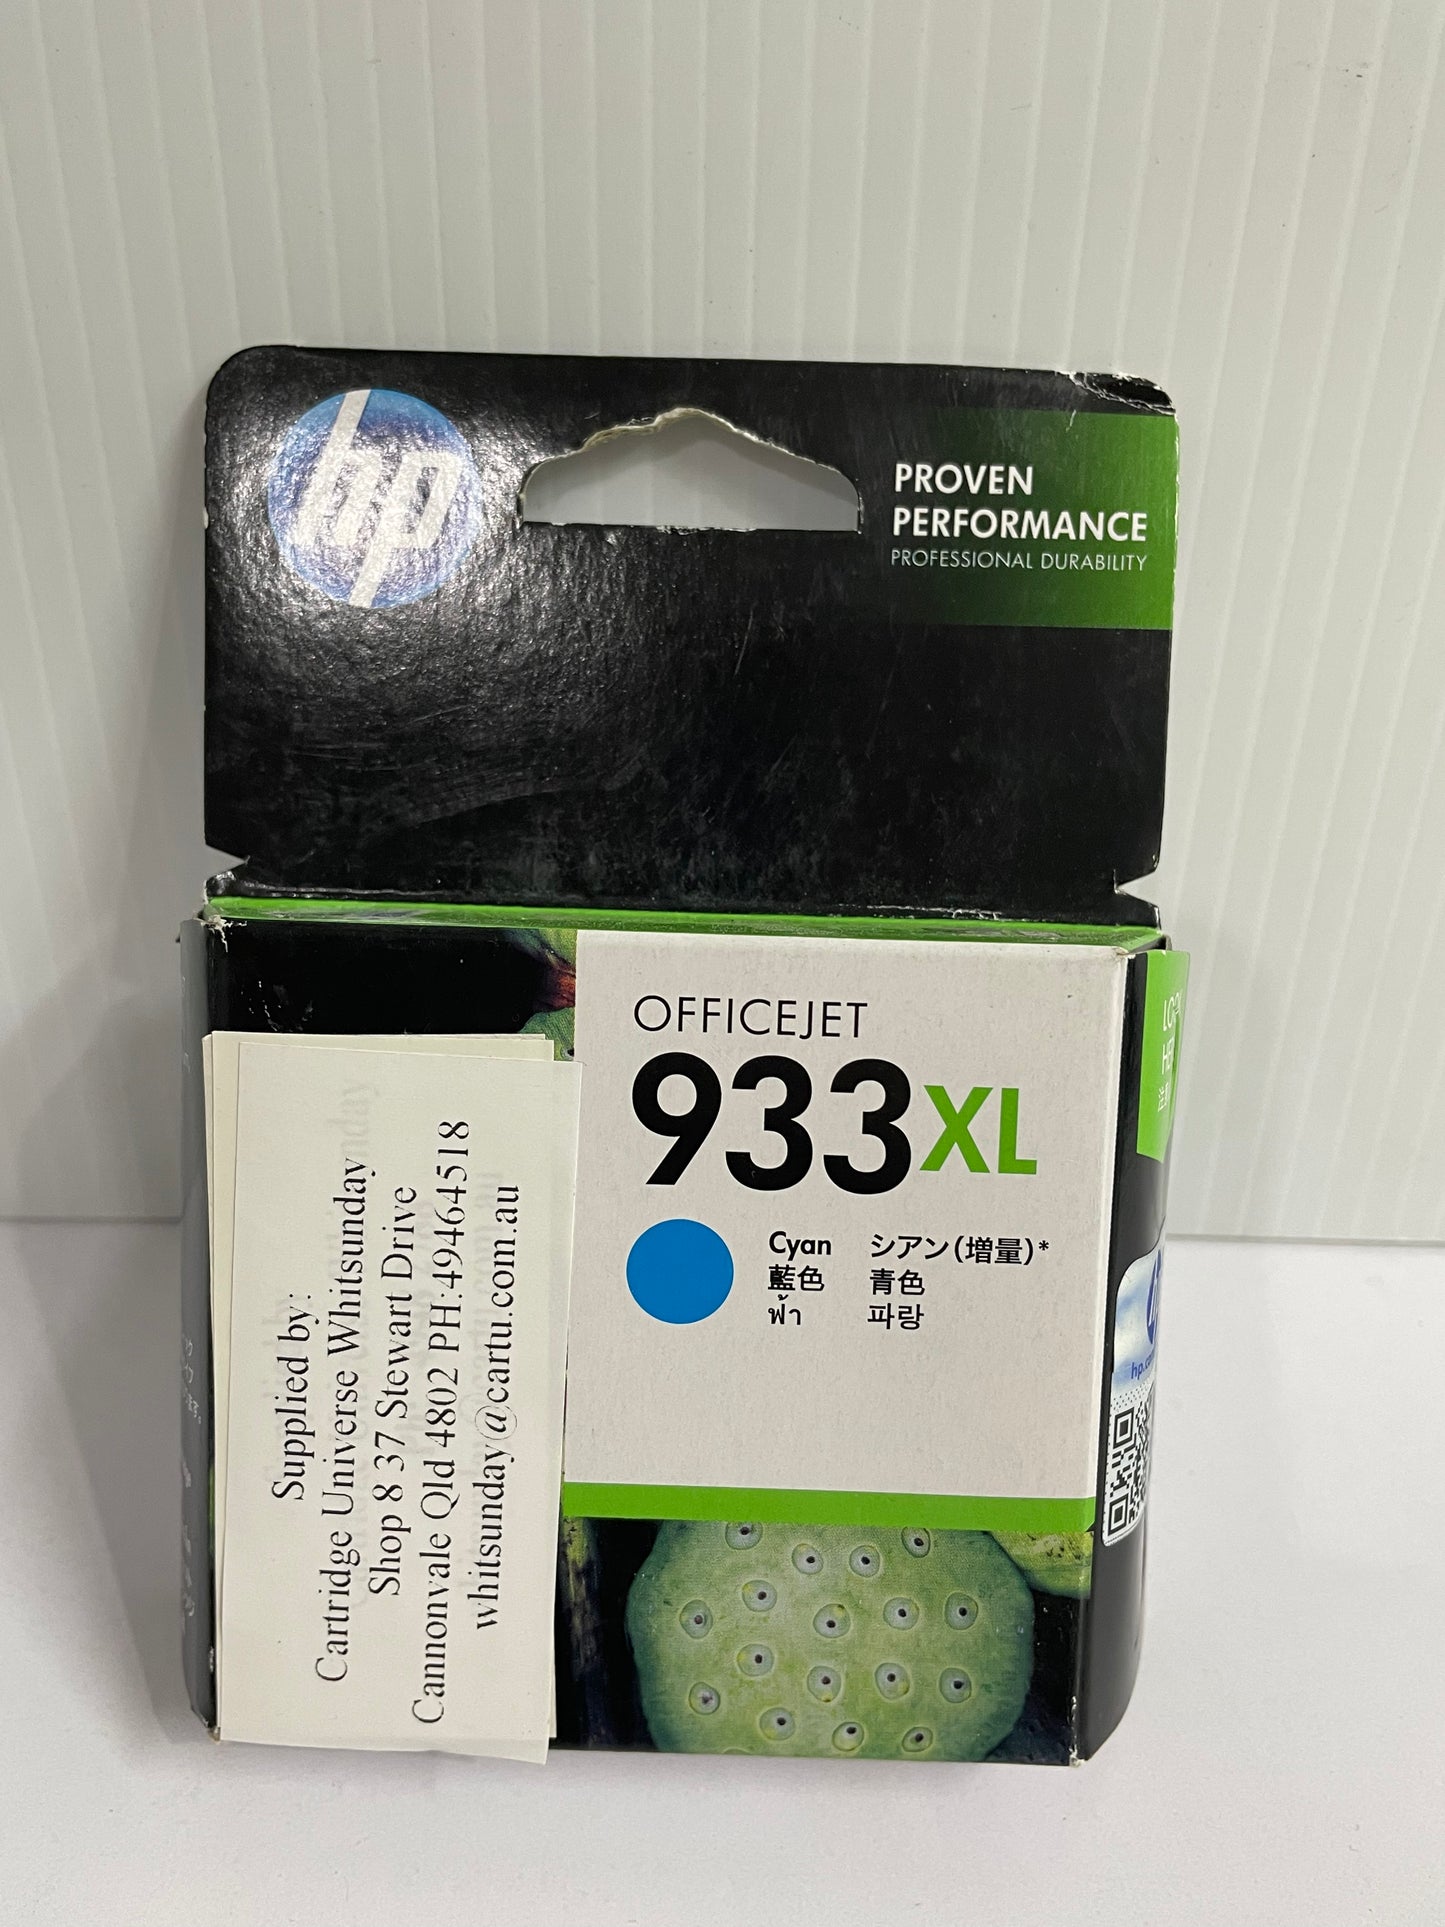 hp
PROVEN
PERFORMANCE
PROFESSIONAL DURABILITY
OFFICEJET
933XL
Cyan シアン(増量)*
藍色 青色
ฟ้า 파랑
Supplied by:
Cartridge Universe Whitsunday
Shop 8 37 Stewart Drive
Cannonvale Qld 4802 PH:49464518
whitsunday@cartu.com.au